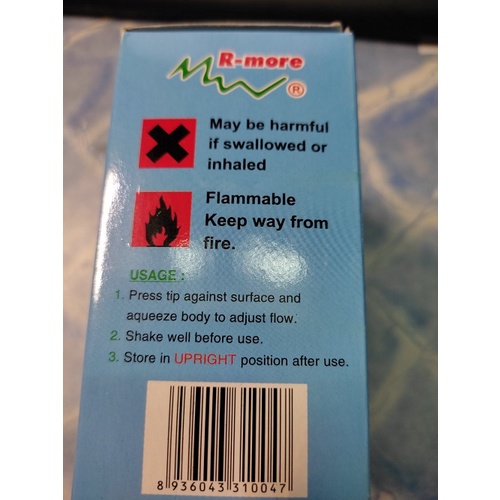 R-more
®
May be harmful
if swallowed or
inhaled
Flammable
Keep way from
fire.
USAGE :
1. Press tip against surface and
aqueeze body to adjust flow.
2. Shake well before use.
3. Store in UPRIGHT position after use.
8 936043 310047